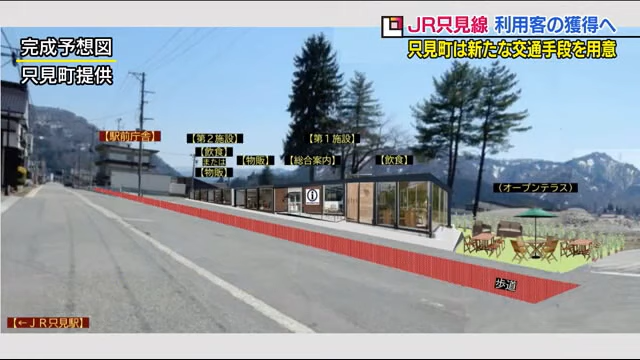 完成予想図
只見町提供
JR只見線 利用客の獲得へ
只見町は新たな交通手段を用意
【駅前庁舎】
【第2施設】
【飲食】
または
【物販】
【物販】
【総合案内】
【第1施設】
【飲食】
（オープンテラス）
i
歩道
【←JR只見駅】